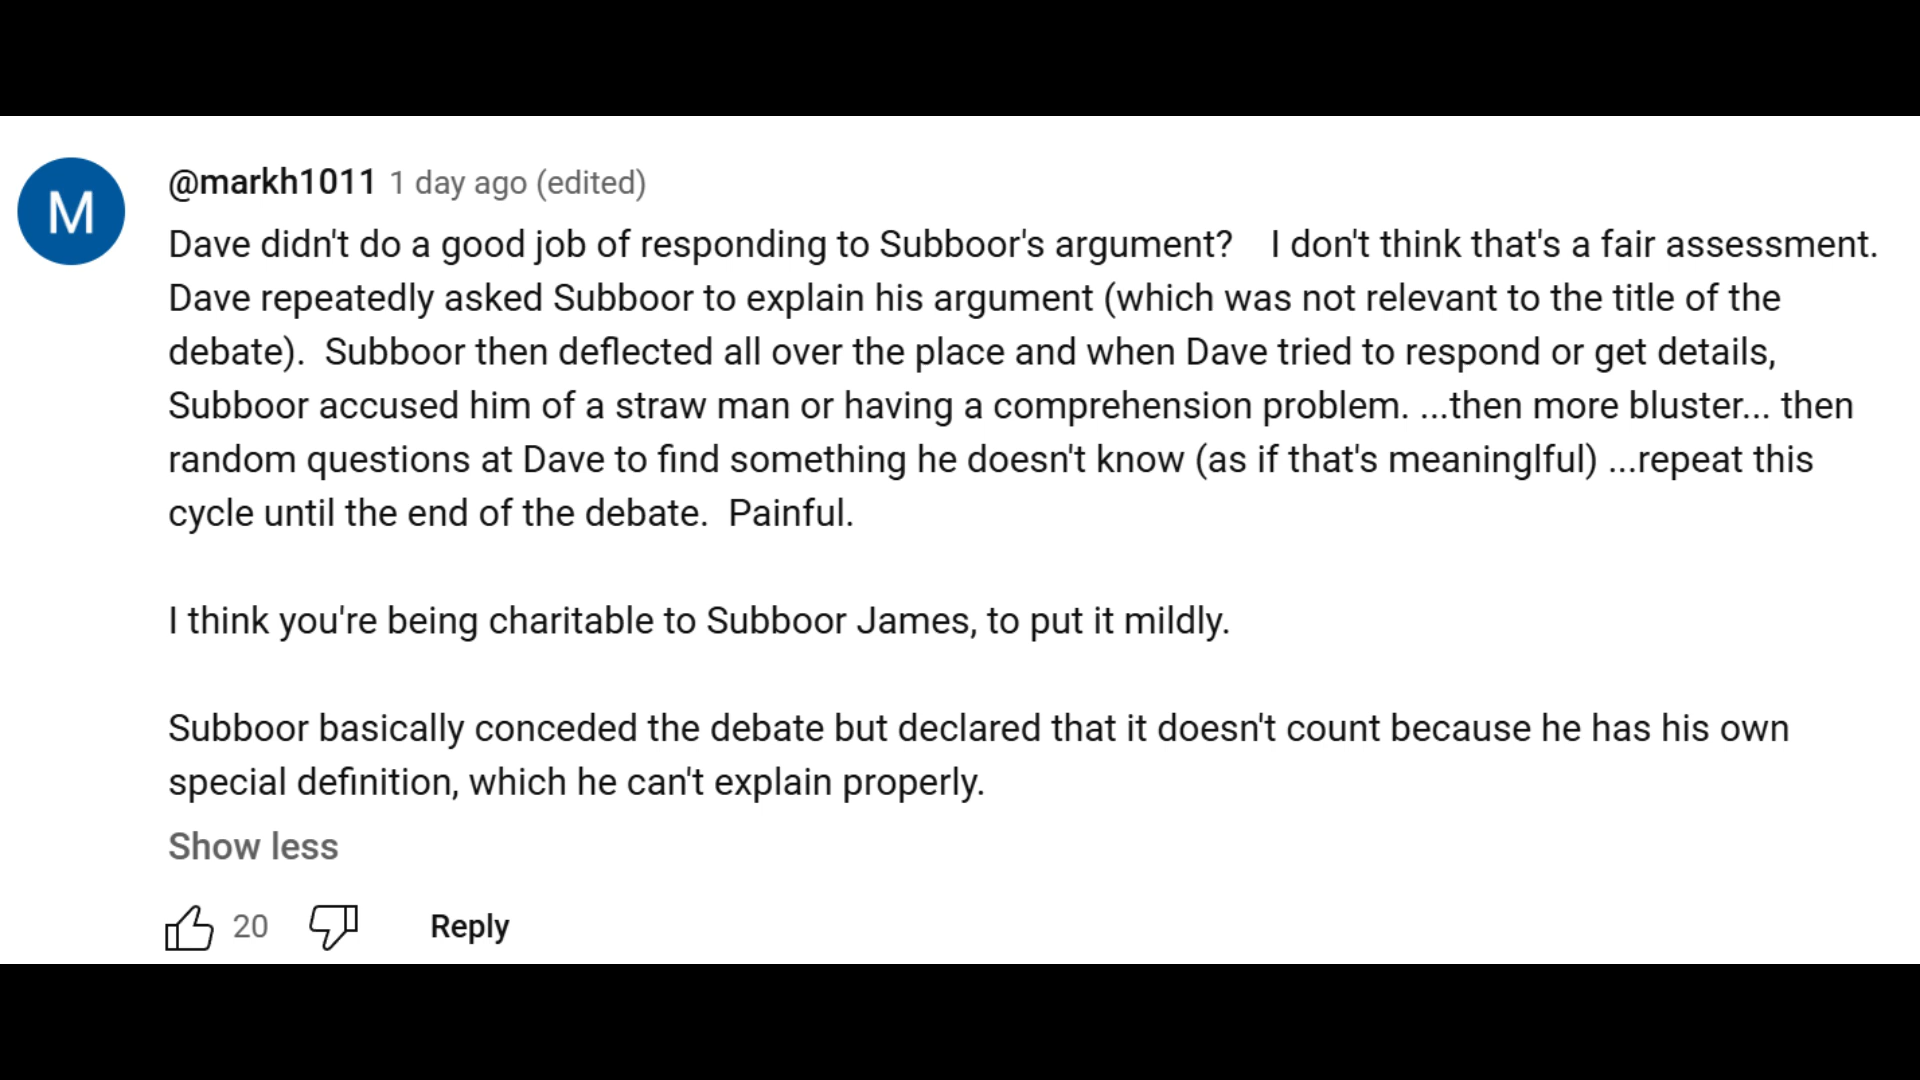 M
@markh1011 1 day ago (edited)
Dave didn't do a good job of responding to Subboor's argument? I don't think that's a fair assessment.
Dave repeatedly asked Subboor to explain his argument (which was not relevant to the title of the
debate). Subboor then deflected all over the place and when Dave tried to respond or get details,
Subboor accused him of a straw man or having a comprehension problem. ...then more bluster... then
random questions at Dave to find something he doesn't know (as if that's meaninglful) ...repeat this
cycle until the end of the debate. Painful.
I think you're being charitable to Subboor James, to put it mildly.
Subboor basically conceded the debate but declared that it doesn't count because he has his own
special definition, which he can't explain properly.
Show less
20 Reply